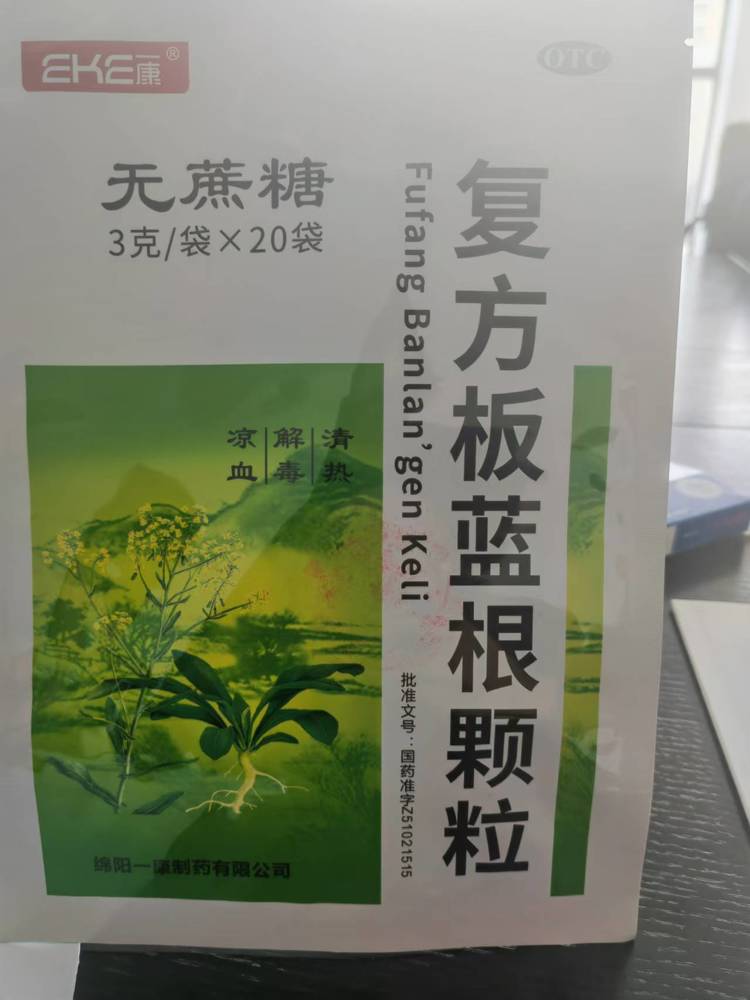 EKE一康®
OTC
无蔗糖
3克/袋×20袋
复方板蓝根颗粒
Fufang Banlan'gen Keli
清热
解毒
凉血
批准文号：国药准字Z51021515
绵阳一康制药有限公司